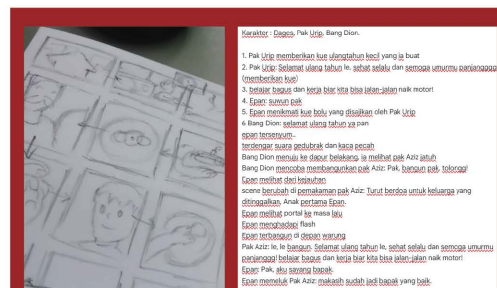 Karakter : Dages, Pak Urip, Bang Dion.
1. Pak Urip memberikan kue ulangtahun kecil yang ia buat
2. Pak Urip: Selamat ulang tahun le, sehat selalu dan semoga umurmu panjangggg
(memberikan kue)
3. belajar bagus dan kerja biar kita bisa jalan-jalan naik motor!
4. Epan: suwun pak
5. Epan menikmati kue bolu yang disajikan oleh Pak Urip
6 Bang Dion: selamat ulang tahun ya pan
epan tersenyum..
terdengar suara gedubrak dan kaca pecah
Bang Dion menuju ke dapur belakang, ia melihat pak Aziz jatuh
Bang Dion mencoba membangunkan pak Aziz: Pak, bangun pak, tolongg!
Epan melihat dari kejauhan
scene berubah di pemakaman pak Aziz: Turut berdoa untuk keluarga yang
ditinggalkan, Anak pertama Epan.
Epan melihat portal ke masa lalu
Epan menghadapi flash
Epan terbangun di depan warung
Pak Aziz: le, le bangun. Selamat ulang tahun le, sehat selalu dan semoga umurmu
panjanggg! belajar bagus dan kerja biar kita bisa jalan-jalan naik motor!
Epan: Pak, aku sayang bapak.
Epan memeluk Pak Aziz: makasih sudah jadi bapak yang baik.